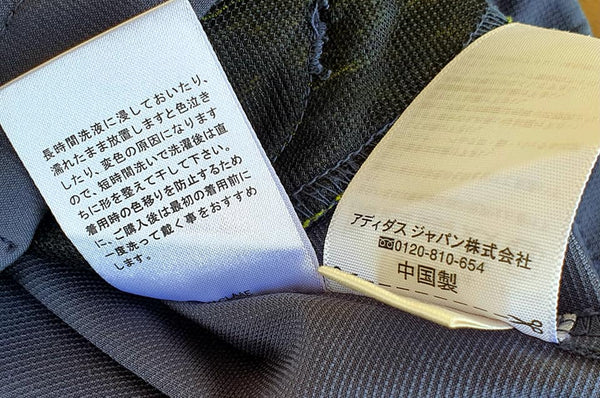 長時間洗液に浸しておいたり、
濡れたまま放置しますと色泣き
したり、変色の原因になります
ので、短時間洗いで洗濯後は直
ちに形を整えて干して下さい。
着用時の色移りを防止するため
に、ご購入後は最初の着用前に
一度洗って戴く事をおすすめ
します。
アディダス ジャパン株式会社
0120-810-654
中国製